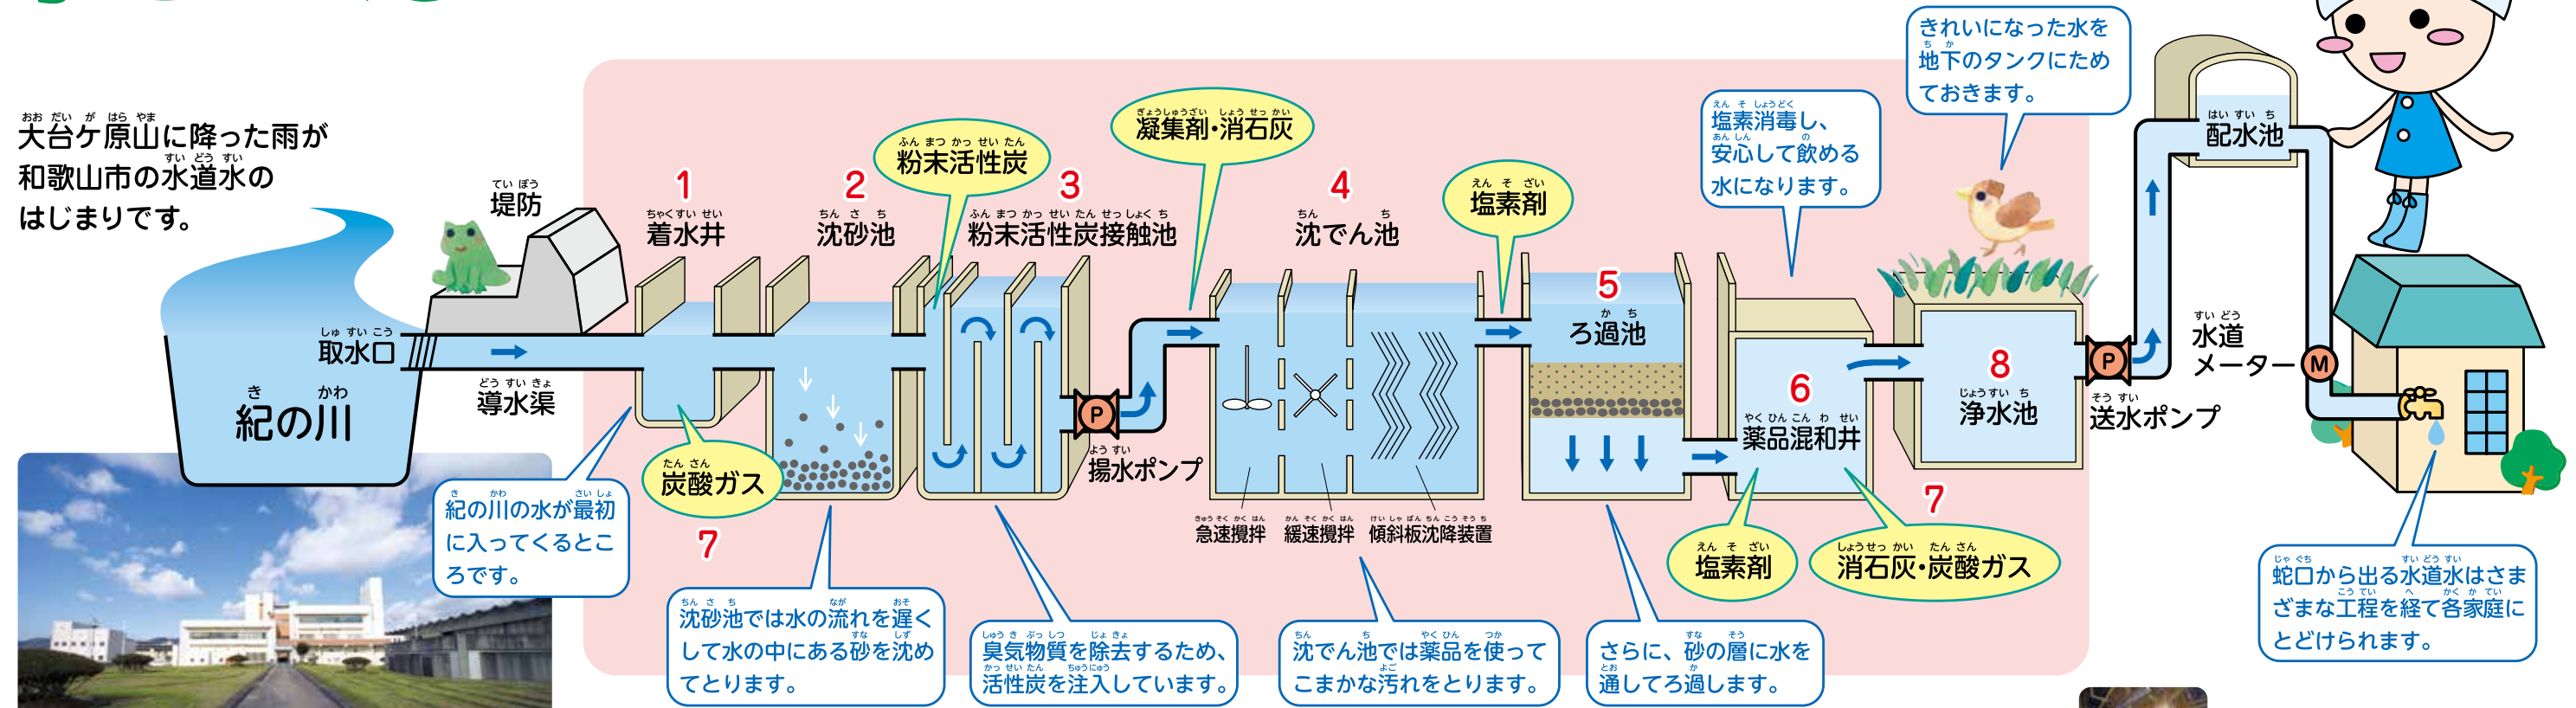 大台ケ原山に降った雨が
和歌山市の水道水の
はじまりです。
堤防
取水口
紀の川
導水渠
紀の川の水が最初
に入ってくるとこ
ろです。
1
着水井
炭酸ガス
7
2
沈砂池
沈砂池では水の流れを遅く
して水の中にある砂を沈め
てとります。
粉末活性炭
3
粉末活性炭接触池
臭気物質を除去するため、
活性炭を注入しています。
P
揚水ポンプ
凝集剤・消石灰
4
沈でん池
急速攪拌
緩速攪拌
傾斜板沈降装置
沈でん池では薬品を使って
こまかな汚れをとります。
塩素剤
5
ろ過池
さらに、砂の層に水を
通してろ過します。
塩素消毒し、
安心して飲める
水になります。
6
薬品混和井
塩素剤
消石灰・炭酸ガス
7
きれいになった水を
地下のタンクにため
ておきます。
8
浄水池
P
送水ポンプ
配水池
水道
メーター
M
蛇口から出る水道水はさま
ざまな工程を経て各家庭に
とどけられます。